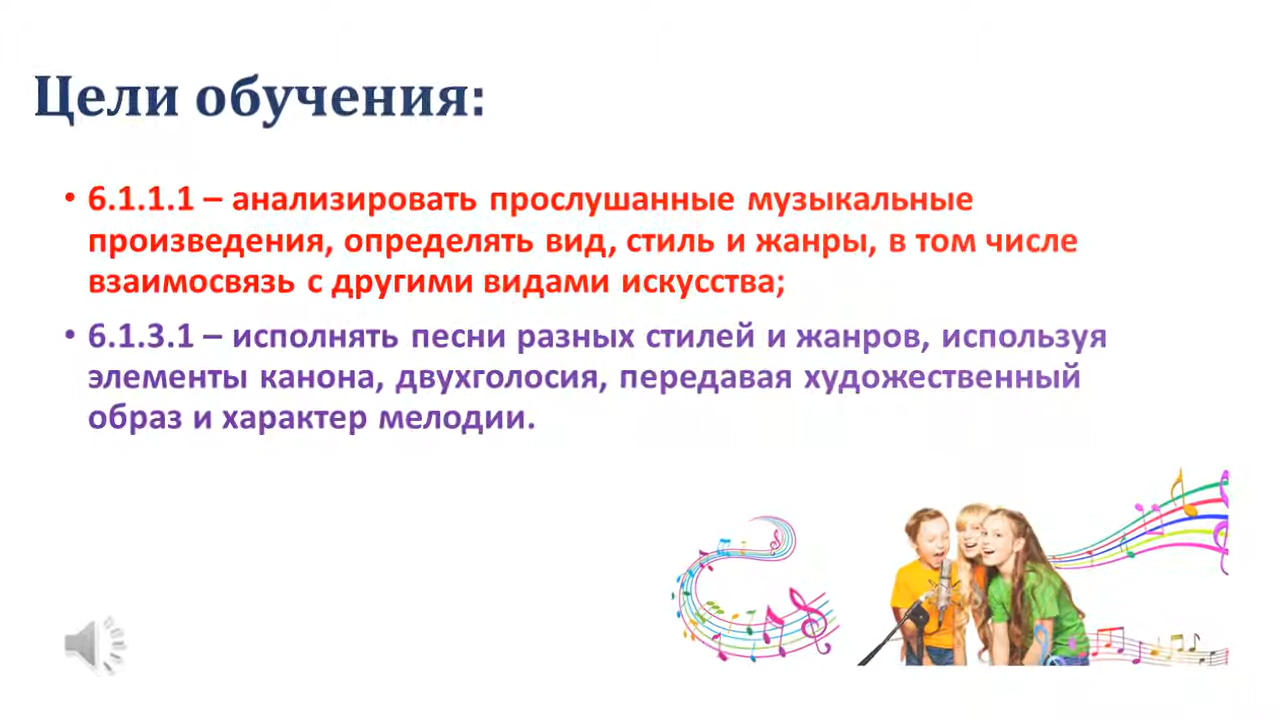 Цели обучения:
• 6.1.1.1 – анализировать прослушанные музыкальные
произведения, определять вид, стиль и жанры, в том числе
взаимосвязь с другими видами искусства;
• 6.1.3.1 – исполнять песни разных стилей и жанров, используя
элементы канона, двухголосия, передавая художественный
образ и характер мелодии.